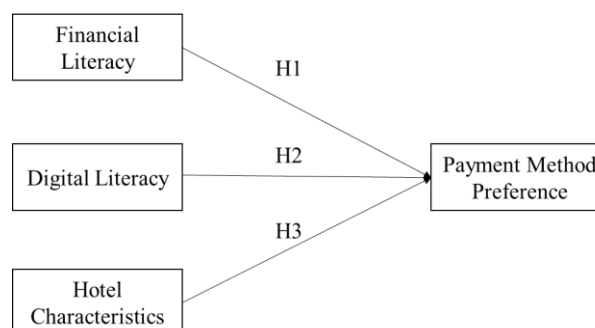 Financial
Literacy
H1
Digital Literacy
H2
Payment Method
Preference
H3
Hotel
Characteristics